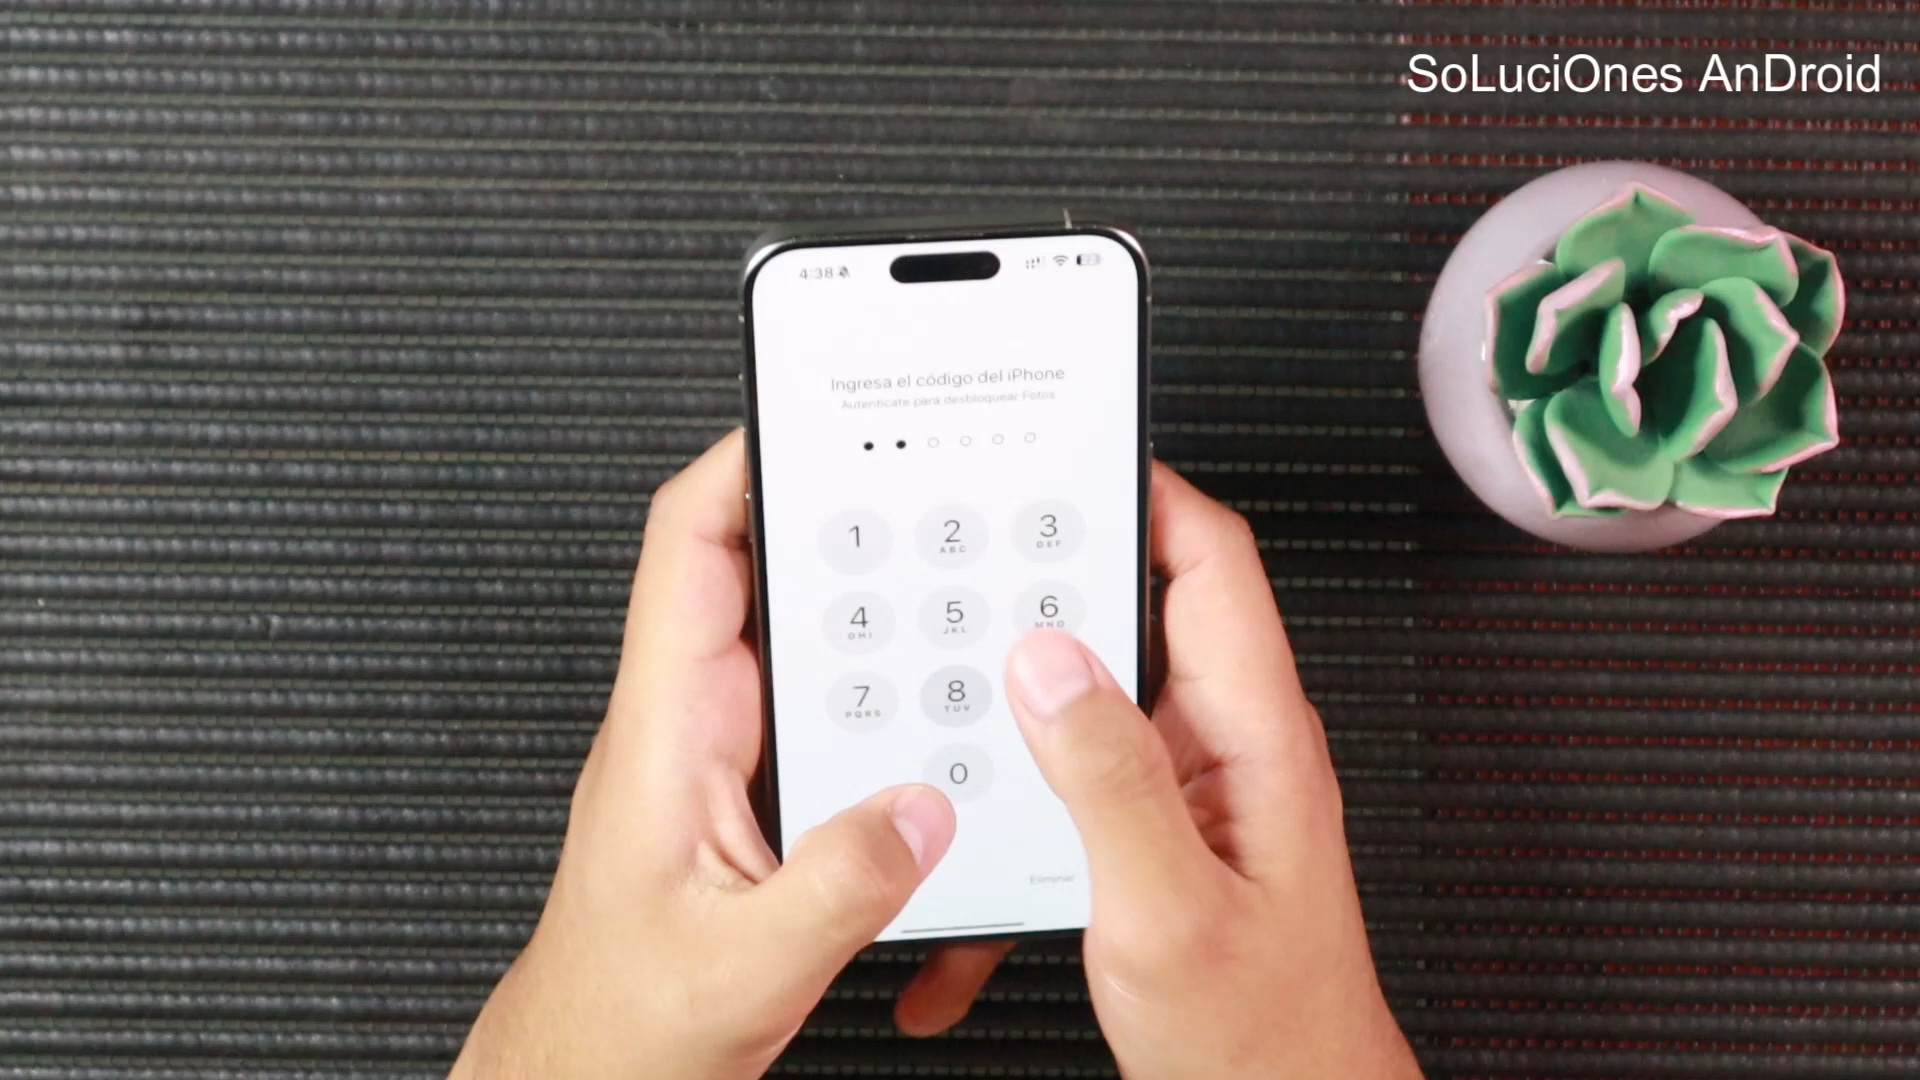 SoLuciOnes AnDroid
4:38
Ingresa el código del iPhone
Autentícate para desbloquear Fotos
1
2
ABC
3
DEF
4
GHI
5
JKL
6
MNO
7
PQRS
8
TUV
0
Eliminar